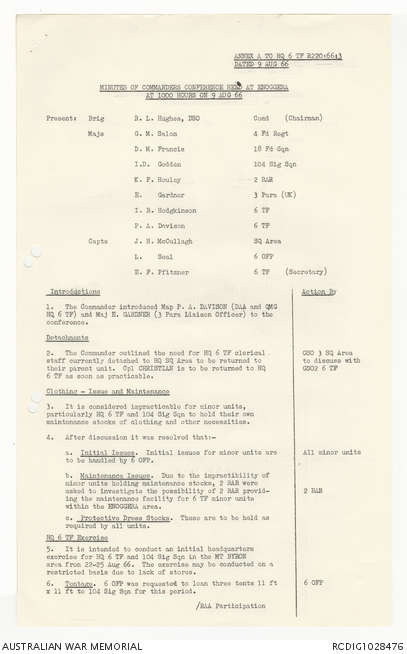 ANNEX A TO HQ 6 TF R220-66:3
DATED 9 AUG 66
MINUTES OF COMMANDERS CONFERENCE HELD AT ENOGGERA
AT 1000 HOURS ON 9 AUG 66
Present: Brig R. L. Hughes, DSO Comd (Chairman)
Majs G. M. Salon 4 Fd Regt
D. M. Francis 18 Fd Sqn
I.D. Godden 104 Sig Sqn
K. F. Houlay 2 RAR
E. Gardner 3 Para (UK)
I. R. Hodgkinson 6 TF
P. A. Davison 6 TF
Capts J. H. McCullagh SQ Area
L. Seal 6 OFP
E. F. Pfitzner 6 TF (Secretary)
Introductions Action By
1. The Commander introduced Maj P. A. DAVISON (DAA and QMG
HQ 6 TF) and Maj E. GARDNER (3 Para Liaison Officer) to the
conference.
Detachments
2. The Commander outlined the need for HQ 6 TF clerical GSO 3 SQ Area
staff currently detached to HQ SQ Area to be returned to to discuss with
their parent unit. Cpl CHRISTIAN is to be returned to HQ GSO2 6 TF
6 TF as soon as practicable.
Clothing - Issue and Maintenance
3. It is considered impracticable for minor units,
particularly HQ 6 TF and 104 Sig Sqn to hold their own
maintenance stocks of clothing and other necessities.
4. After discussion it was resolved that:-
a. Initial Issues. Initial issues for minor units are All minor units
to be handled by 6 OFP.
b. Maintenance Issues. Due to the impractibility of
minor units holding maintenance stocks, 2 RAR were
asked to investigate the possibility of 2 RAR provid- 2 RAR
ing the maintenance facility for 6 TF minor units
within the ENOGGERA area.
c. Protective Dress Stocks. These are to be held as
required by all units.
HQ 6 TF Exercise
5. It is intended to conduct an initial headquarters
exercise for HQ 6 TF and 104 Sig Sqn in the MT BYRON
area from 22-25 Aug 66. The exercise may be conducted on a
restricted basis due to lack of stores.
6. Tentage. 6 OFP was requested to loan three tents 11 ft 6 OFP
x 11 ft to 104 Sig Sqn for this period.
/RAA Participation
AUSTRALIAN WAR MEMORIAL RCDIG1028476